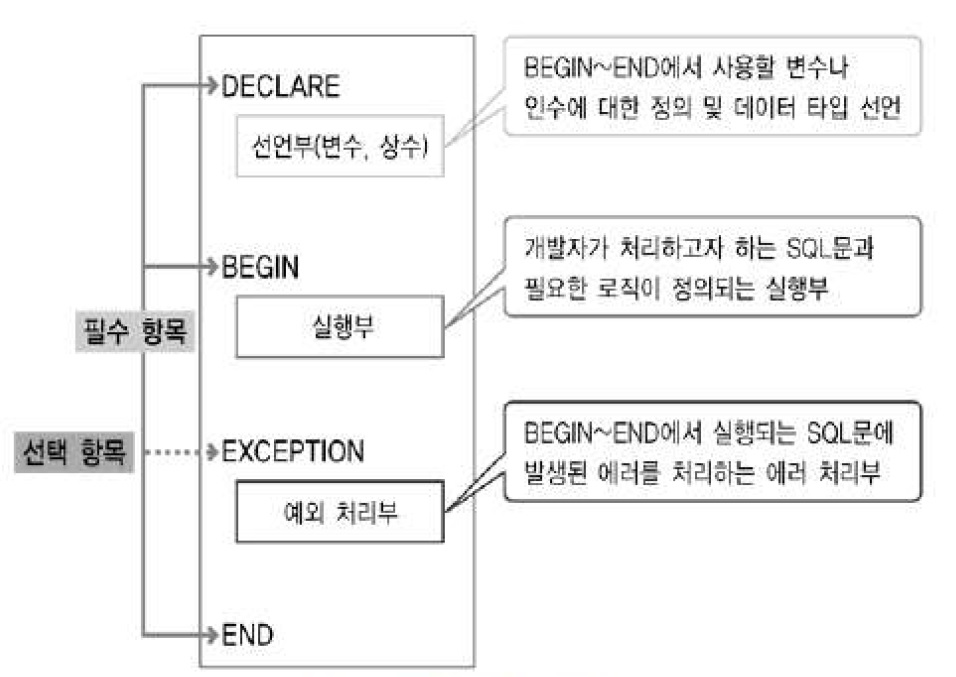 DECLARE
선언부(변수, 상수)
BEGIN~END에서 사용할 변수나
인수에 대한 정의 및 데이터 타입 선언
BEGIN
실행부
개발자가 처리하고자 하는 SQL문과
필요한 로직이 정의되는 실행부
필수 항목
선택 항목
EXCEPTION
예외 처리부
BEGIN~END에서 실행되는 SQL문에
발생된 에러를 처리하는 에러 처리부
END